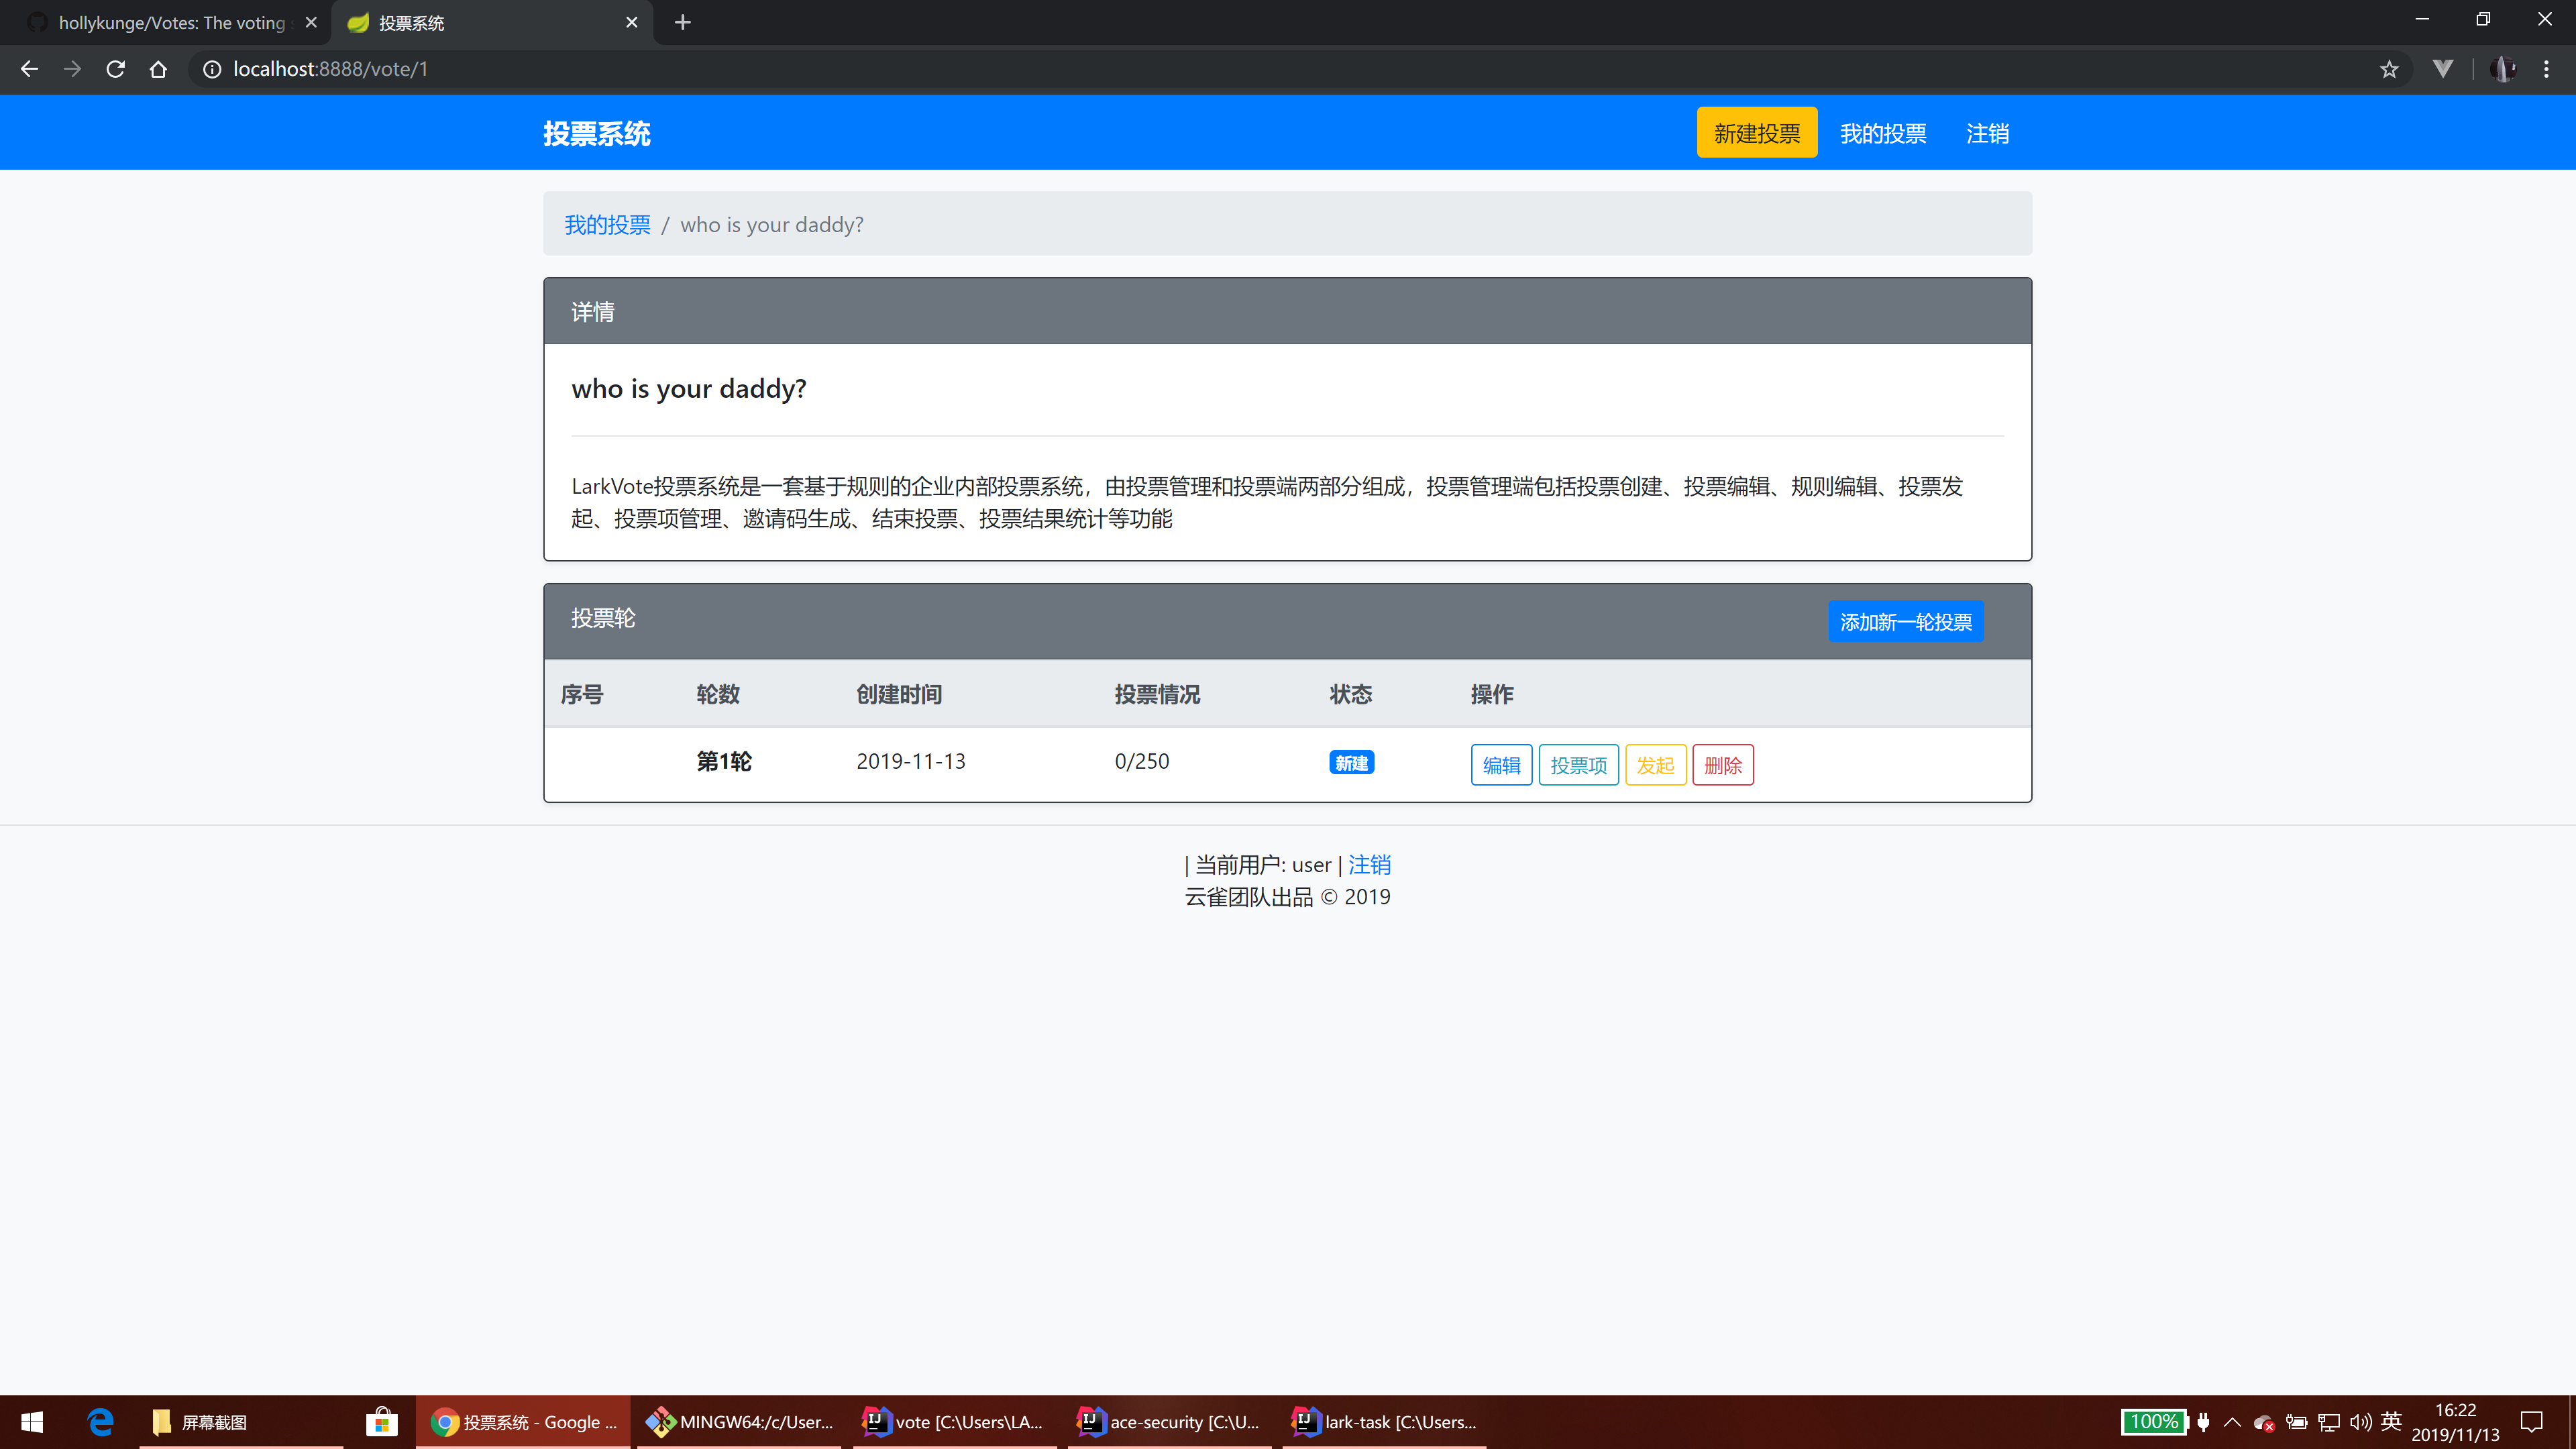 hollykunge/Votes: The voting
投票系统
localhost:8888/vote/1
投票系统
新建投票 我的投票 注销
我的投票 / who is your daddy?
详情
who is your daddy?
LarkVote投票系统是一套基于规则的企业内部投票系统，由投票管理和投票端两部分组成，投票管理端包括投票创建、投票编辑、规则编辑、投票发
起、投票项管理、邀请码生成、结束投票、投票结果统计等功能
投票轮 添加新一轮投票
序号 轮数 创建时间 投票情况 状态 操作
第1轮 2019-11-13 0/250 新建 编辑 投票项 发起 删除
| 当前用户: user | 注销
云雀团队出品 © 2019
屏幕截图
投票系统 - Google ...
MINGW64:/c/User...
vote [C:\Users\LA...
ace-security [C:\U...
lark-task [C:\Users...
100%
英
16:22
2019/11/13